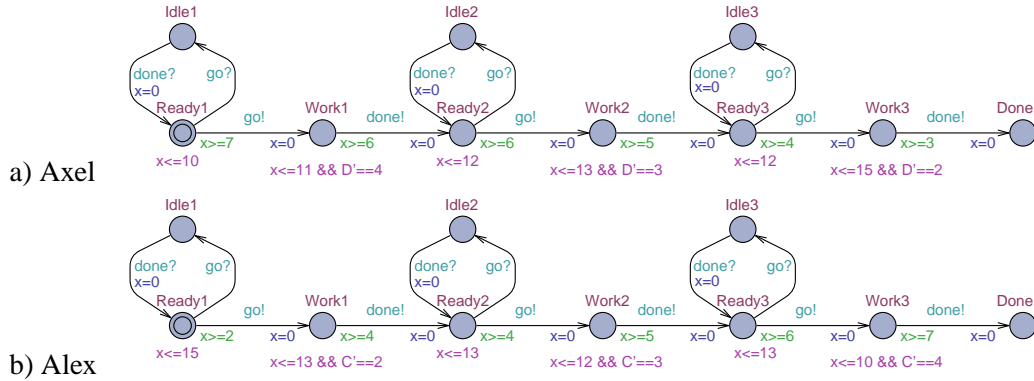 Idle1 Idle2 Idle3
done? go? done? go? done? go?
x=0 x=0 x=0
Ready1 go! Work1 done! Ready2 go! Work2 done! Ready3 go! Work3 done! Done
x>=7 x=0 x>=6 x=0 x>=6 x=0 x>=5 x=0 x>=4 x=0 x>=3 x=0
x<=10 x<=12 x<=12
a) Axel
x<=11 && D'==4 x<=13 && D'==3 x<=15 && D'==2
Idle1 Idle2 Idle3
done? go? done? go? done? go?
x=0 x=0 x=0
Ready1 go! Work1 done! Ready2 go! Work2 done! Ready3 go! Work3 done! Done
x>=2 x=0 x>=4 x=0 x>=4 x=0 x>=5 x=0 x>=6 x=0 x>=7 x=0
x<=15 x<=13 x<=13
b) Alex
x<=13 && C'==2 x<=12 && C'==3 x<=10 && C'==4